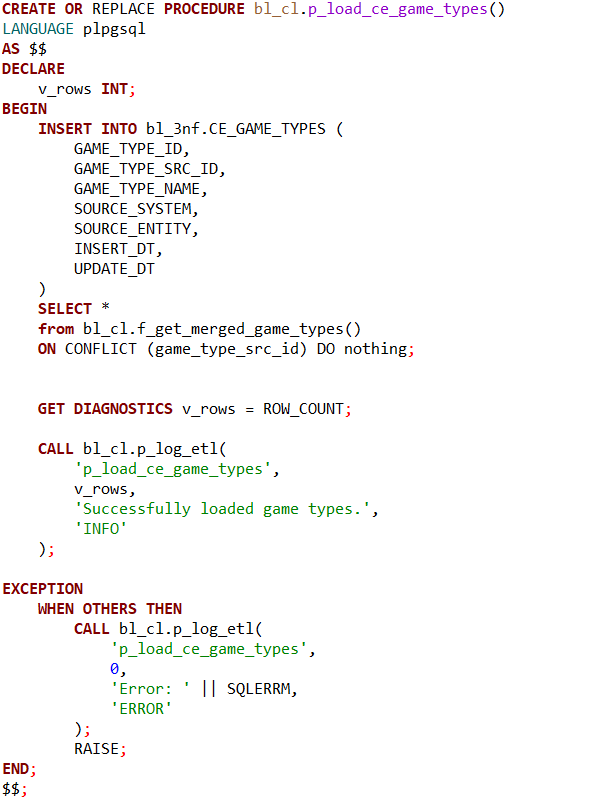 CREATE OR REPLACE PROCEDURE bl_cl.p_load_ce_game_types()
LANGUAGE plpgsql
AS $$
DECLARE
    v_rows INT;
BEGIN
    INSERT INTO bl_3nf.CE_GAME_TYPES (
        GAME_TYPE_ID,
        GAME_TYPE_SRC_ID,
        GAME_TYPE_NAME,
        SOURCE_SYSTEM,
        SOURCE_ENTITY,
        INSERT_DT,
        UPDATE_DT
    )
    SELECT *
    from bl_cl.f_get_merged_game_types()
    ON CONFLICT (game_type_src_id) DO nothing;
    GET DIAGNOSTICS v_rows = ROW_COUNT;
    CALL bl_cl.p_log_etl(
        'p_load_ce_game_types',
        v_rows,
        'Successfully loaded game types.',
        'INFO'
    );
EXCEPTION
    WHEN OTHERS THEN
        CALL bl_cl.p_log_etl(
            'p_load_ce_game_types',
            0,
            'Error: ' || SQLERRM,
            'ERROR'
        );
        RAISE;
END;
$$;